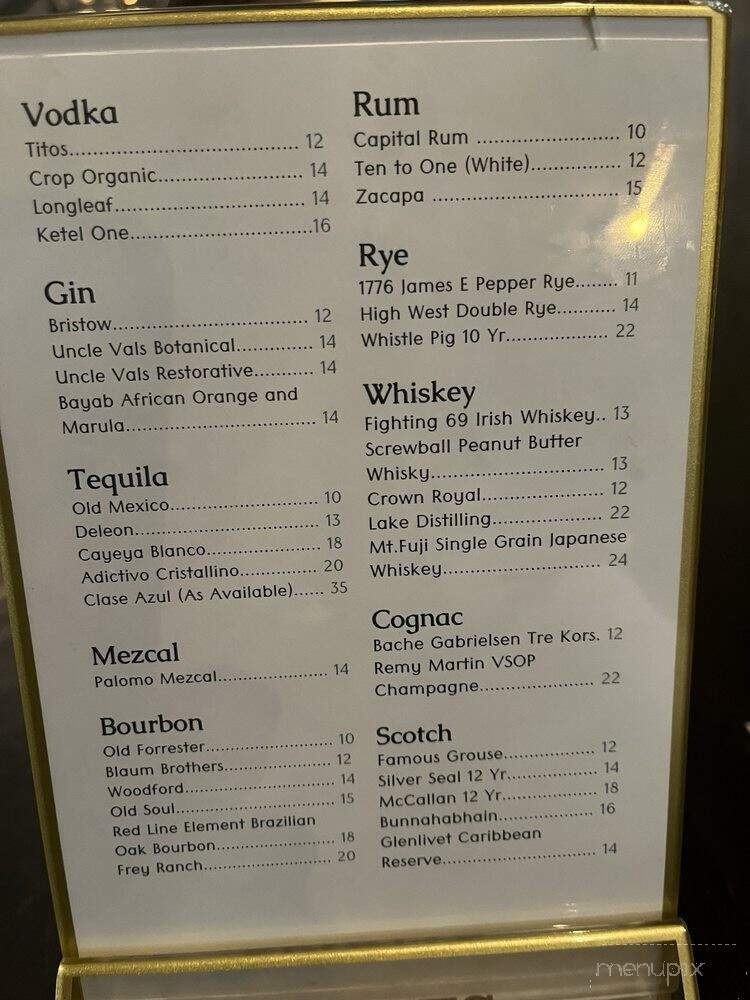 Vodka
Titos.................................... 12
Crop Organic....................... 14
Longleaf.............................. 14
Ketel One.............................16
Gin
Bristow................................ 12
Uncle Vals Botanical............. 14
Uncle Vals Restorative.......... 14
Bayab African Orange and
Marula.................................. 14
Tequila
Old Mexico.......................... 10
Deleon................................. 13
Cayeya Blanco.................... 18
Adictivo Cristallino.............. 20
Clase Azul (As Available)...... 35
Mezcal
Palomo Mezcal..................... 14
Bourbon
Old Forrester....................... 10
Blaum Brothers................... 12
Woodford............................ 14
Old Soul.............................. 15
Red Line Element Brazilian
Oak Bourbon...................... 18
Frey Ranch.......................... 20
Rum
Capital Rum ........................ 10
Ten to One (White)............... 12
Zacapa ............................... 15
Rye
1776 James E Pepper Rye........ 11
High West Double Rye........... 14
Whistle Pig 10 Yr................... 22
Whiskey
Fighting 69 Irish Whiskey.. 13
Screwball Peanut Butter
Whisky................................ 13
Crown Royal....................... 12
Lake Distilling..................... 22
Mt.Fuji Single Grain Japanese
Whiskey............................. 24
Cognac
Bache Gabrielsen Tre Kors. 12
Remy Martin VSOP
Champagne....................... 22
Scotch
Famous Grouse.................. 12
Silver Seal 12 Yr.................. 14
McCallan 12 Yr.................... 18
Bunnahabhain.................... 16
Glenlivet Caribbean
Reserve.............................. 14
menupix